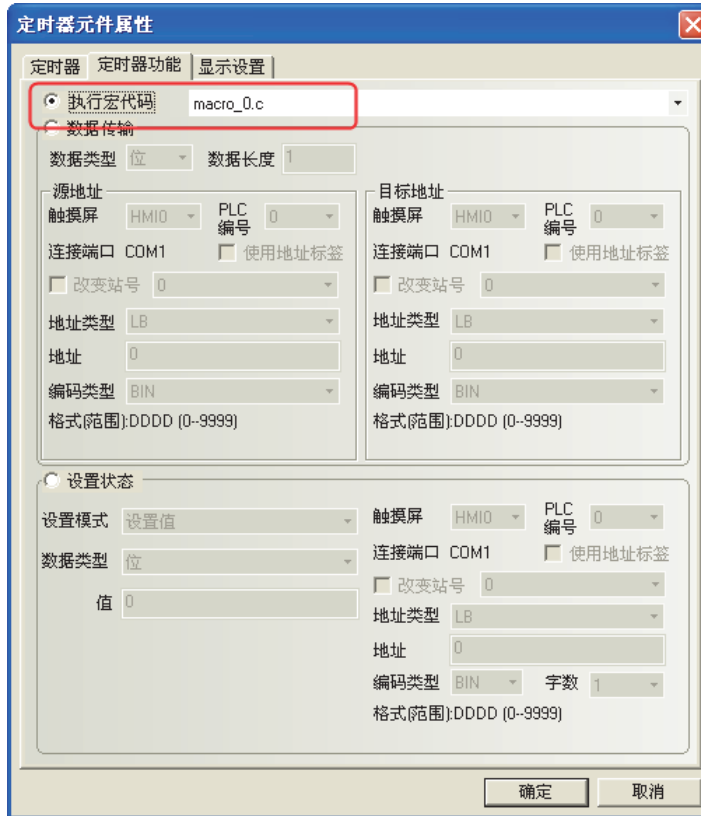 定时器元件属性
定时器 定时器功能 显示设置
执行宏代码 macro_0.c
数据传输
数据类型 位 数据长度 1
源地址
触摸屏 HMI0 PLC编号 0
连接端口 COM1 使用地址标签
改变站号 0
地址类型 LB
地址 0
编码类型 BIN
格式(范围):DDDD (0--9999)
目标地址
触摸屏 HMI0 PLC编号 0
连接端口 COM1 使用地址标签
改变站号 0
地址类型 LB
地址 0
编码类型 BIN
格式(范围):DDDD (0--9999)
设置状态
设置模式 设置值
数据类型 位
值 0
触摸屏 HMI0 PLC编号 0
连接端口 COM1 使用地址标签
改变站号 0
地址类型 LB
地址 0
编码类型 BIN 字数 1
格式(范围):DDDD (0--9999)
确定 取消